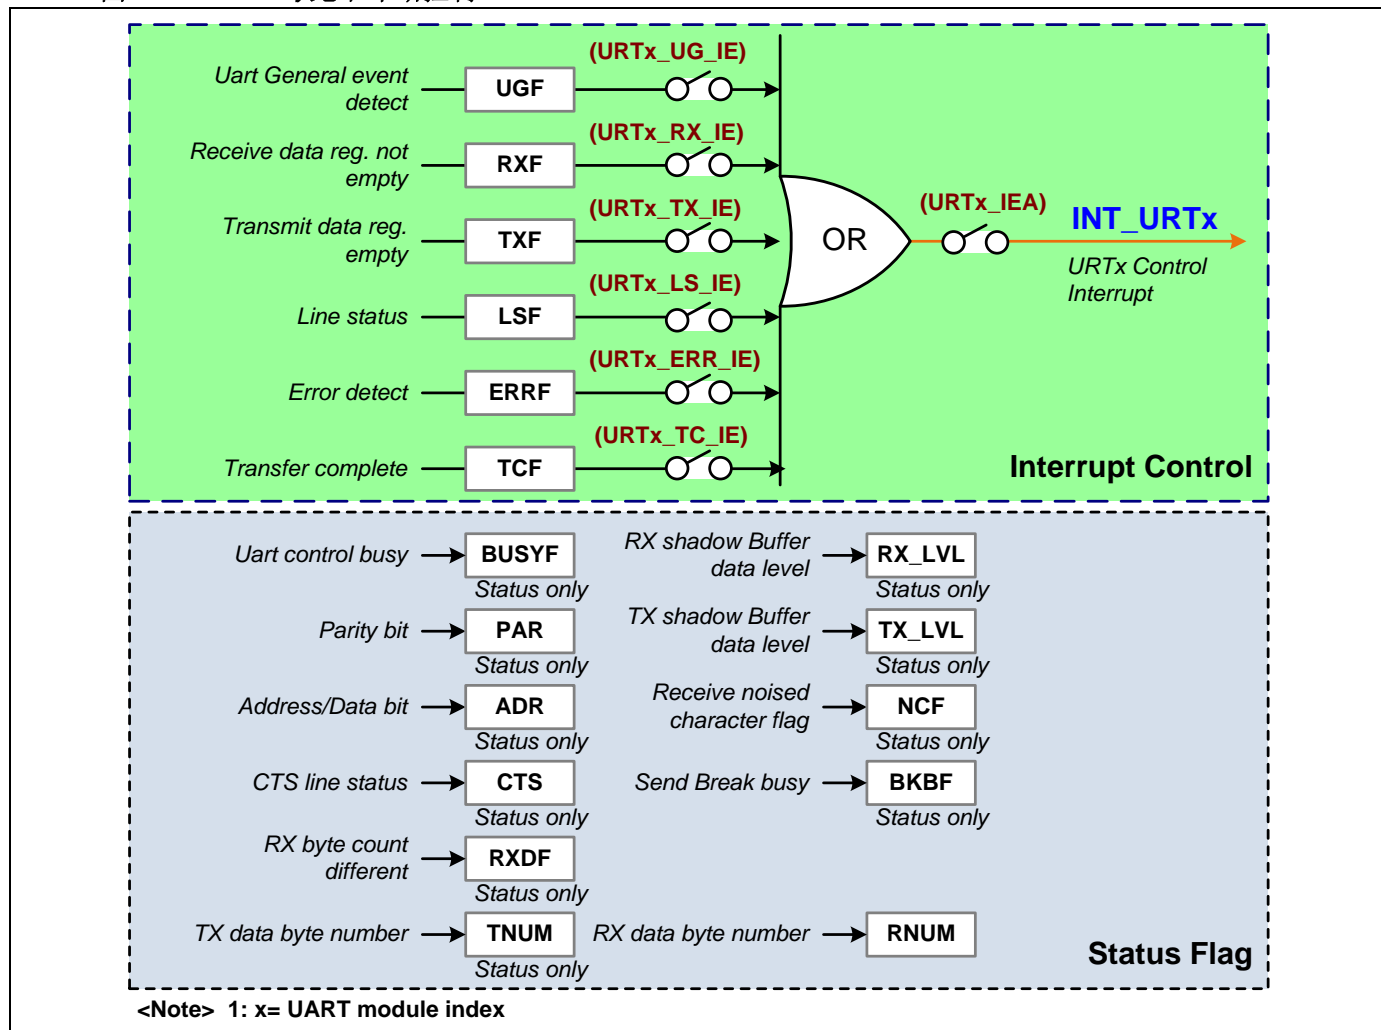 (URTx_UG_IE)
Uart General event
detect
UGF
(URTx_RX_IE)
Receive data reg. not
empty
RXF
(URTx_TX_IE)
Transmit data reg.
empty
TXF
(URTx_LS_IE)
Line status
LSF
(URTx_ERR_IE)
Error detect
ERRF
(URTx_TC_IE)
Transfer complete
TCF
OR
(URTx_IEA)
INT_URTx
URTx Control
Interrupt
Interrupt Control
Uart control busy
BUSYF
Status only
RX shadow Buffer
data level
RX_LVL
Status only
Parity bit
PAR
Status only
TX shadow Buffer
data level
TX_LVL
Status only
Address/Data bit
ADR
Status only
Receive noised
character flag
NCF
Status only
CTS line status
CTS
Status only
Send Break busy
BKBF
Status only
RX byte count
different
RXDF
Status only
TX data byte number
TNUM
Status only
RX data byte number
RNUM
Status Flag
<Note> 1: x= UART module index